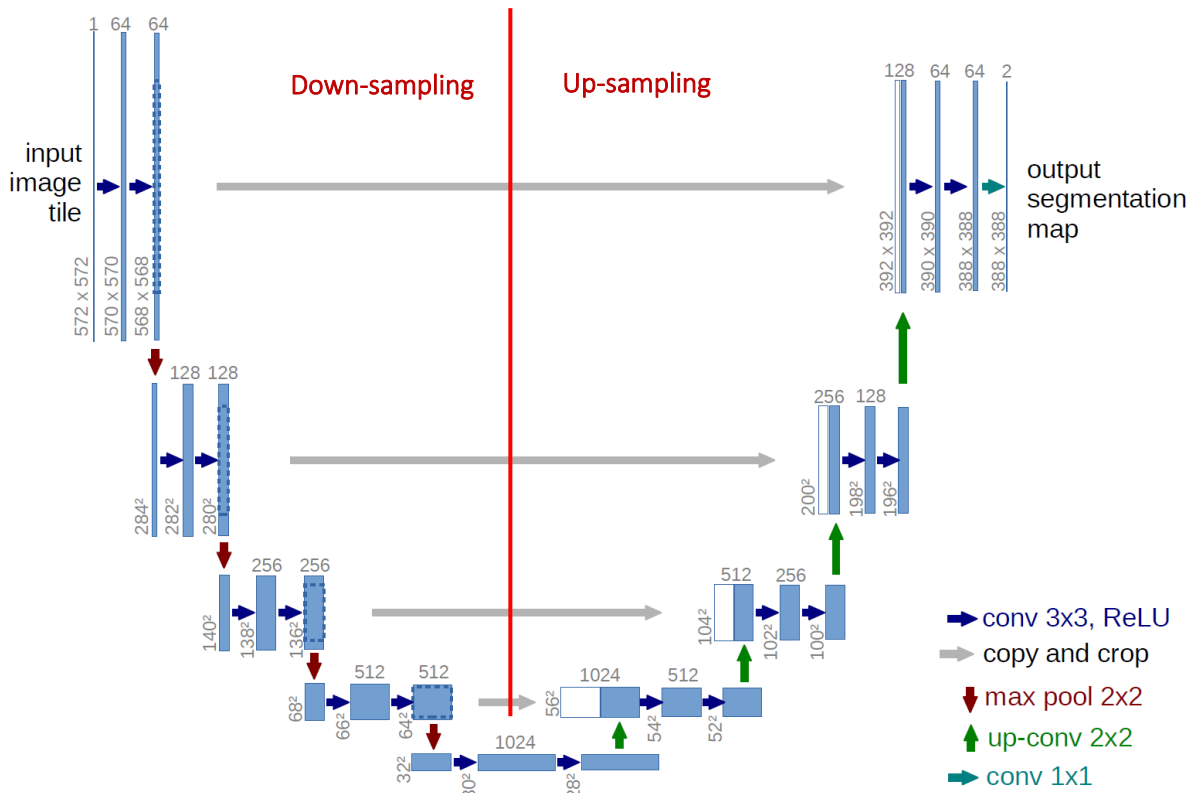 1 64 64
128 64 64 2
Down-sampling
Up-sampling
input
image
tile
output
segmentation
map
572 x 572
570 x 570
568 x 568
392 x 392
390 x 390
388 x 388
388 x 388
128 128
256 128
284²
282²
280²
200²
198²
196²
256 256
512 256
140²
138²
136²
104²
102²
100²
512 512
1024 512
68²
66²
64²
56²
54²
52²
1024
32²
30²
28²
conv 3x3, ReLU
copy and crop
max pool 2x2
up-conv 2x2
conv 1x1